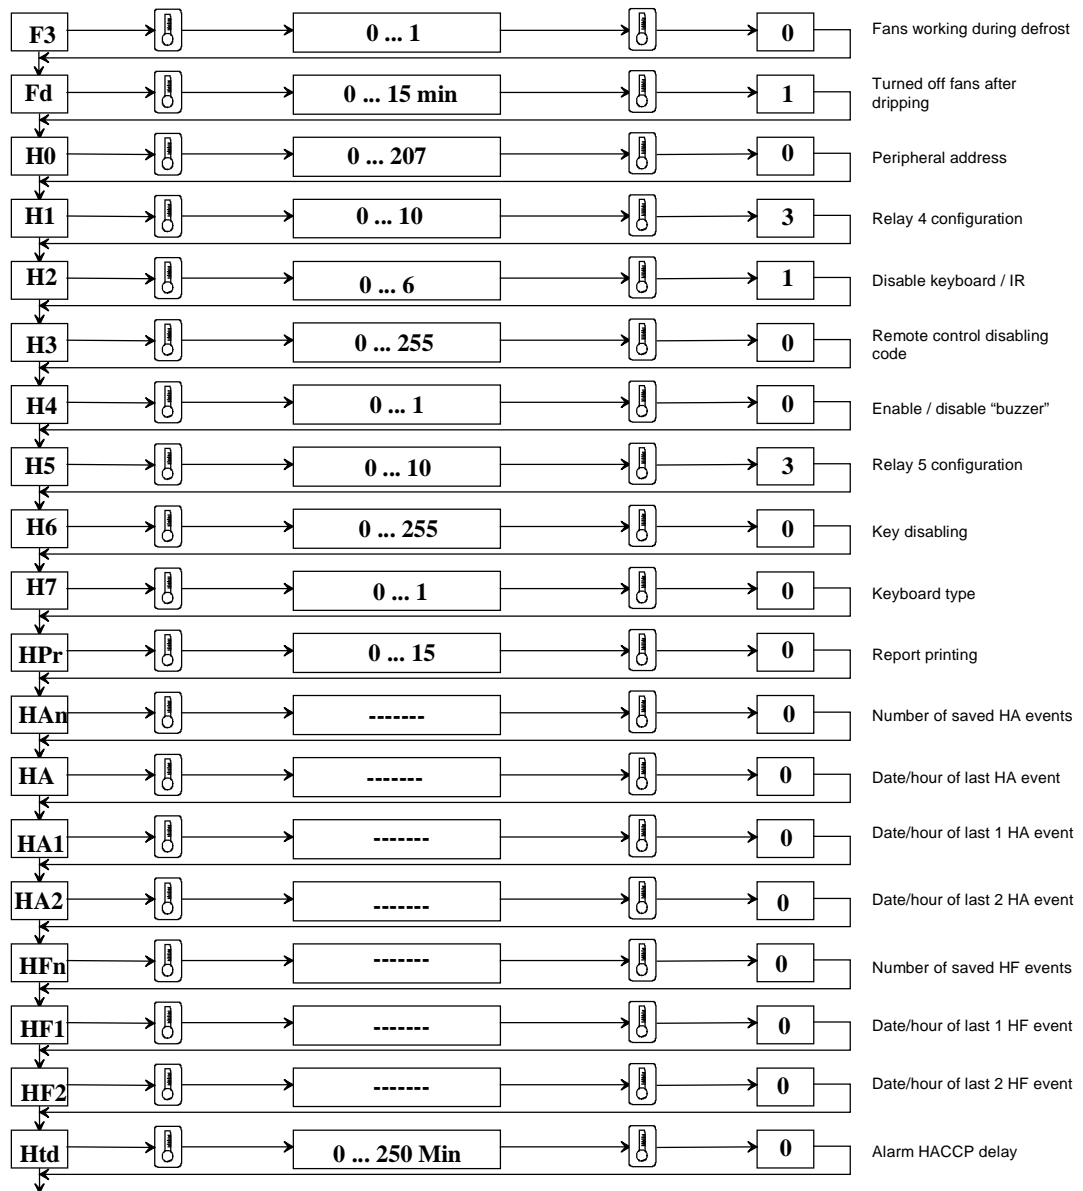 F3 0 ... 1 0 Fans working during defrost
Fd 0 ... 15 min 1 Turned off fans after
dripping
H0 0 ... 207 0 Peripheral address
H1 0 ... 10 3 Relay 4 configuration
H2 0 ... 6 1 Disable keyboard / IR
H3 0 ... 255 0 Remote control disabling
code
H4 0 ... 1 0 Enable / disable “buzzer”
H5 0 ... 10 3 Relay 5 configuration
H6 0 ... 255 0 Key disabling
H7 0 ... 1 0 Keyboard type
HPr 0 ... 15 0 Report printing
HAn ------- 0 Number of saved HA events
HA ------- 0 Date/hour of last HA event
HA1 ------- 0 Date/hour of last 1 HA event
HA2 ------- 0 Date/hour of last 2 HA event
HFn ------- 0 Number of saved HF events
HF1 ------- 0 Date/hour of last 1 HF event
HF2 ------- 0 Date/hour of last 2 HF event
Htd 0 ... 250 Min 0 Alarm HACCP delay